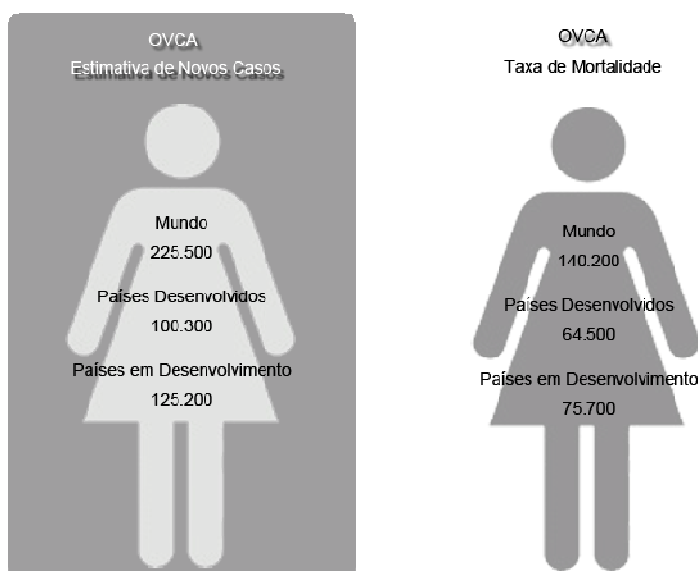 OVCA
Estimativa de Novos Casos
Mundo
225.500
Países Desenvolvidos
100.300
Países em Desenvolvimento
125.200
OVCA
Taxa de Mortalidade
Mundo
140.200
Países Desenvolvidos
64.500
Países em Desenvolvimento
75.700